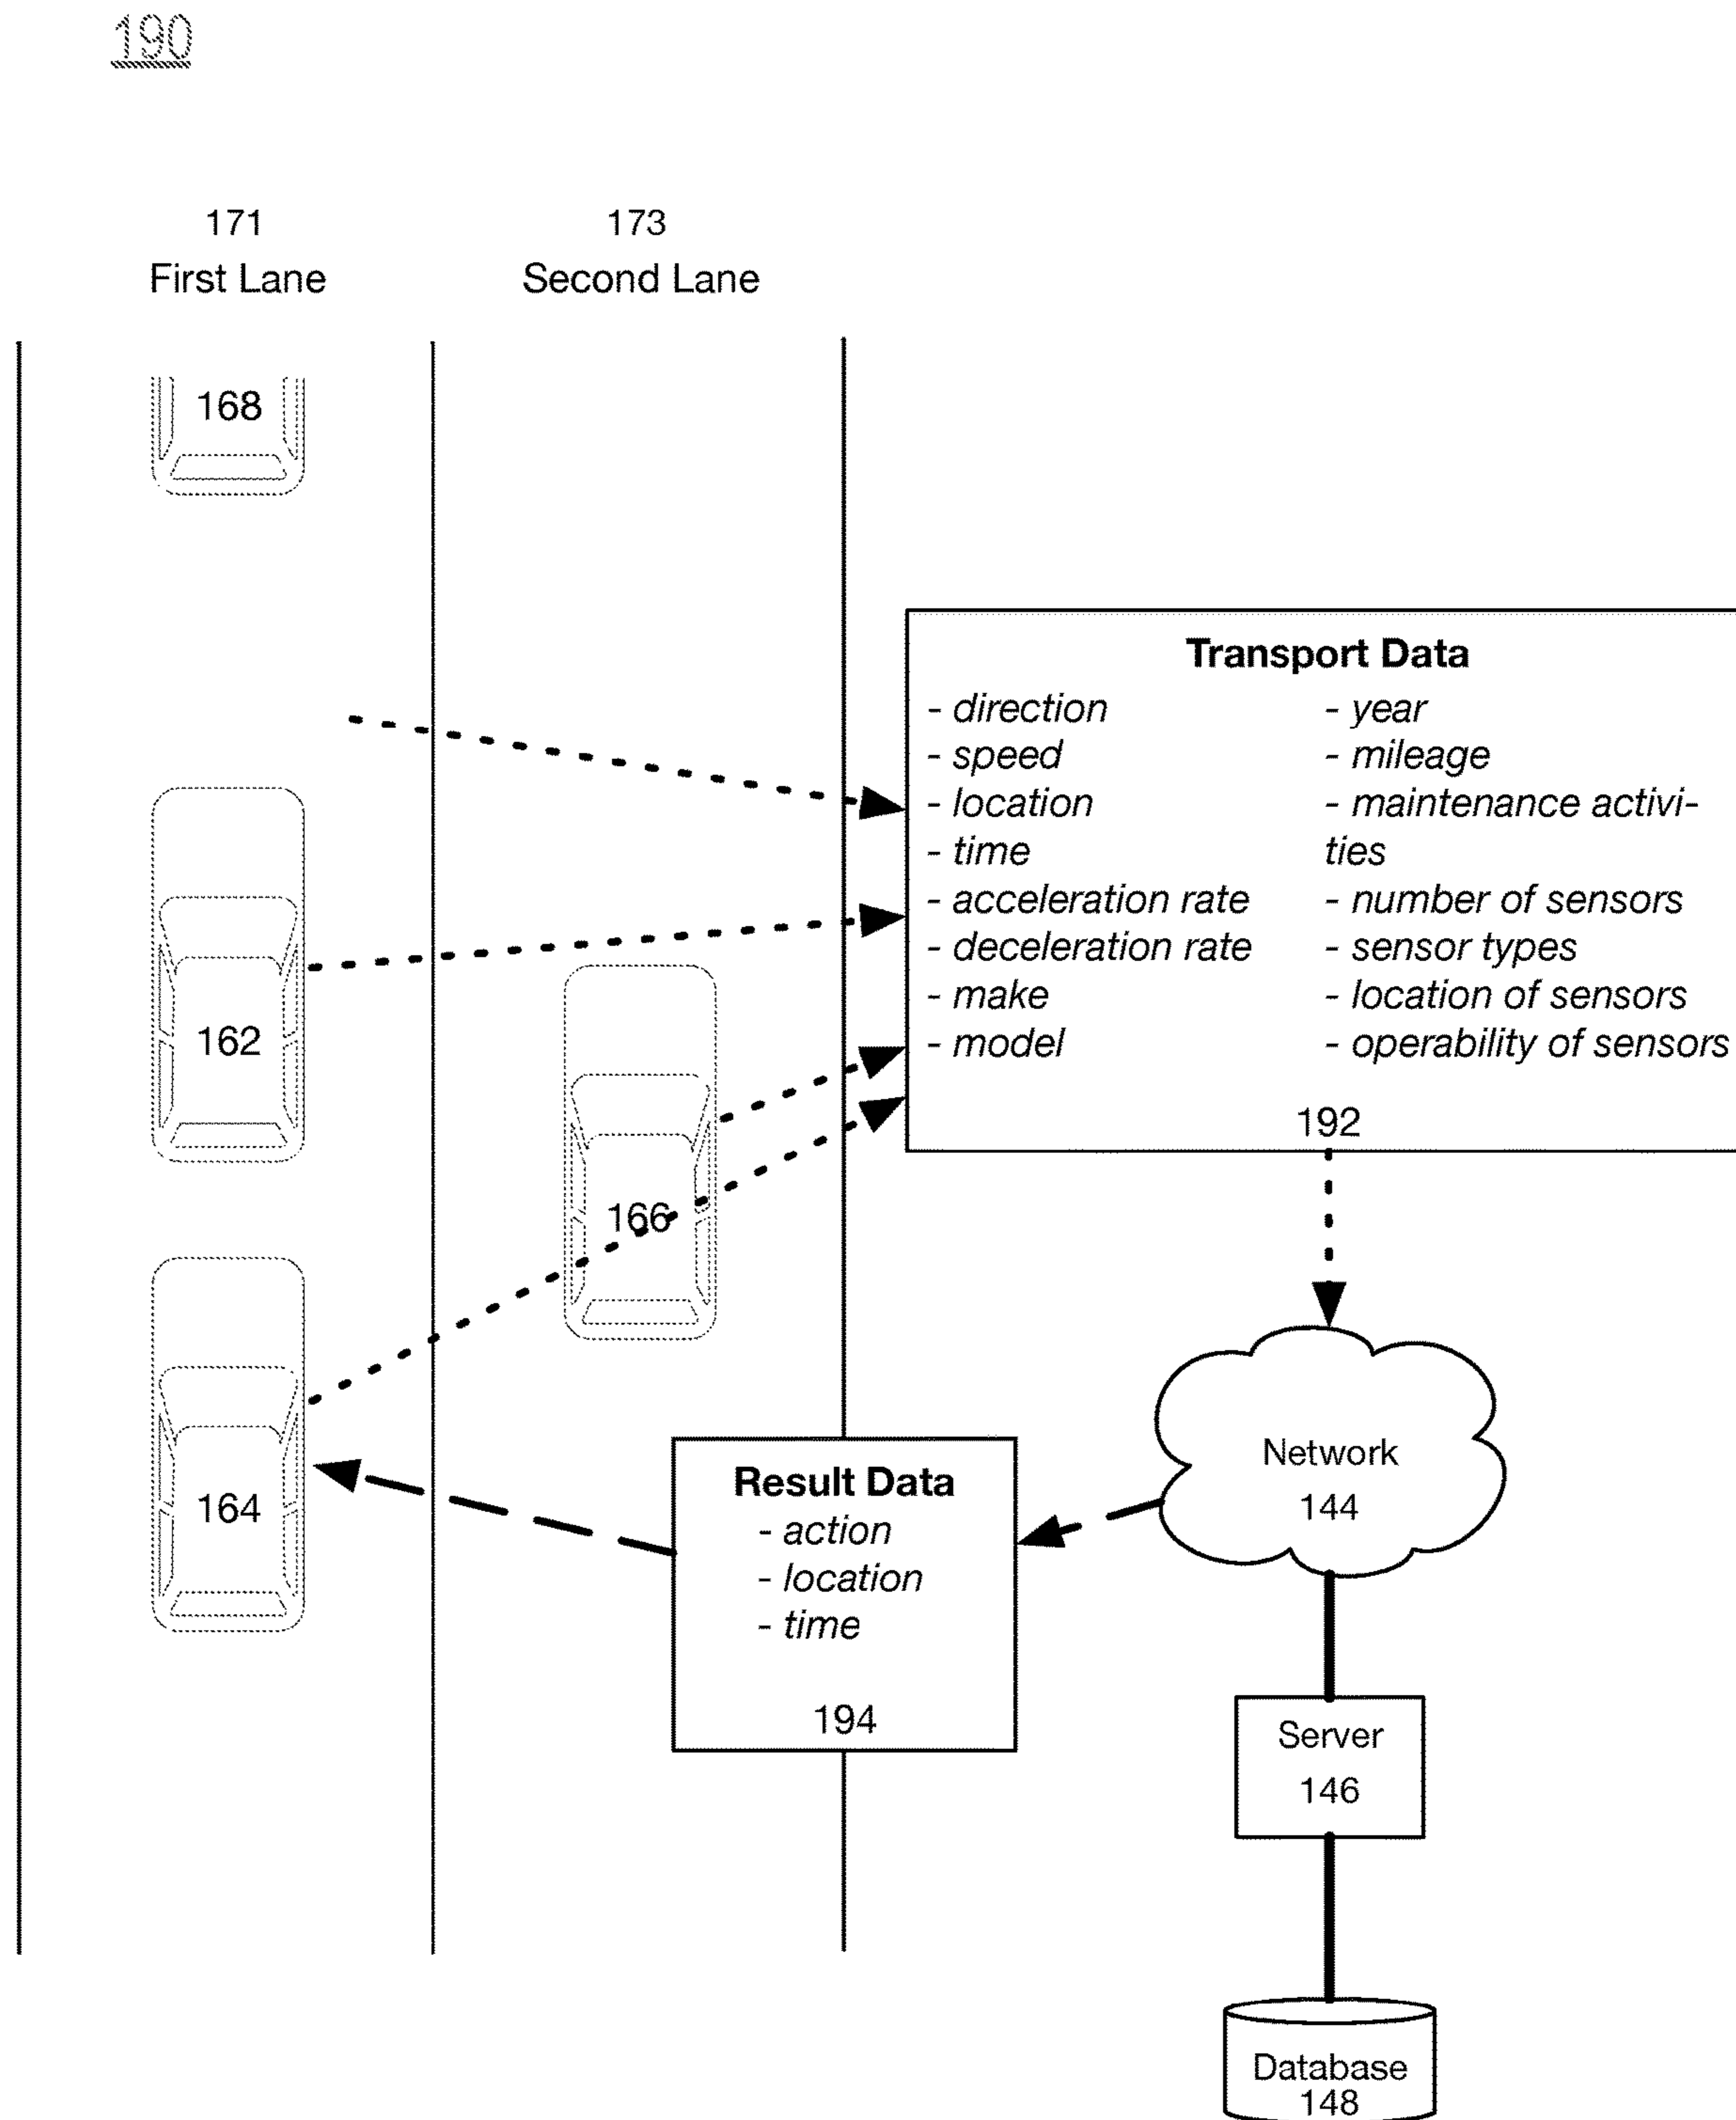 190
171
First Lane
173
Second Lane
168
162
166
164
Transport Data
- direction
- speed
- location
- time
- acceleration rate
- deceleration rate
- make
- model
- year
- mileage
- maintenance activi-
ties
- number of sensors
- sensor types
- location of sensors
- operability of sensors
192
Network
144
Result Data
- action
- location
- time
194
Server
146
Database
148